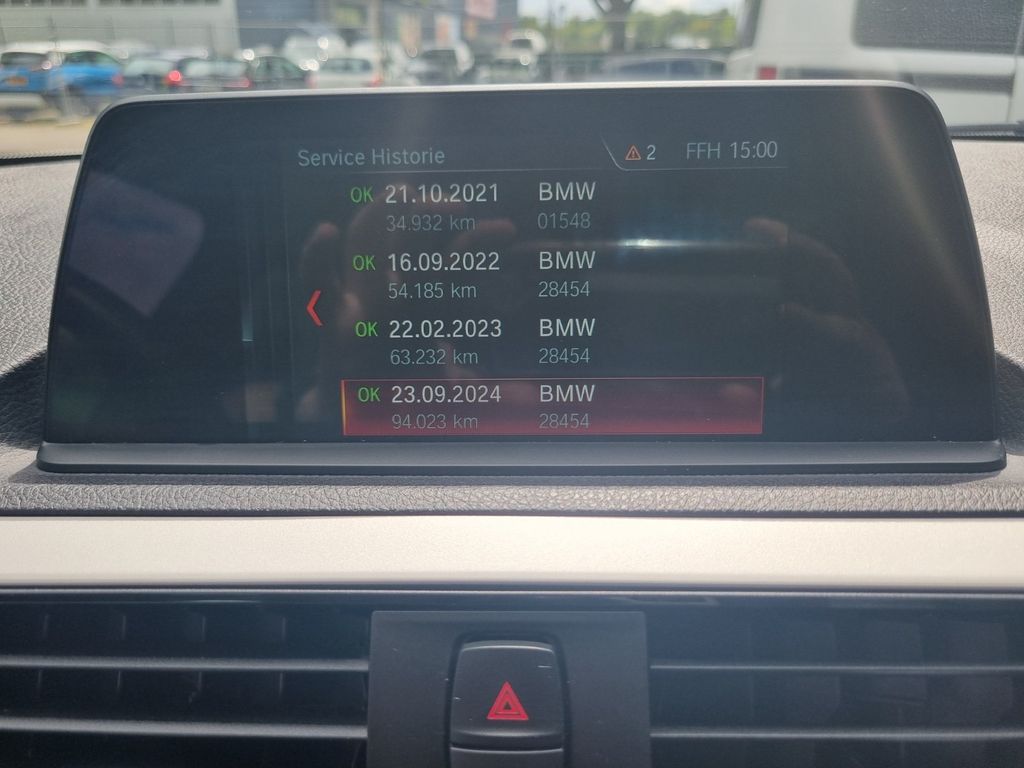 Service Historie
2 FFH 15:00
OK 21.10.2021 BMW
34.932 km 01548
OK 16.09.2022 BMW
54.185 km 28454
OK 22.02.2023 BMW
63.232 km 28454
OK 23.09.2024 BMW
94.023 km 28454